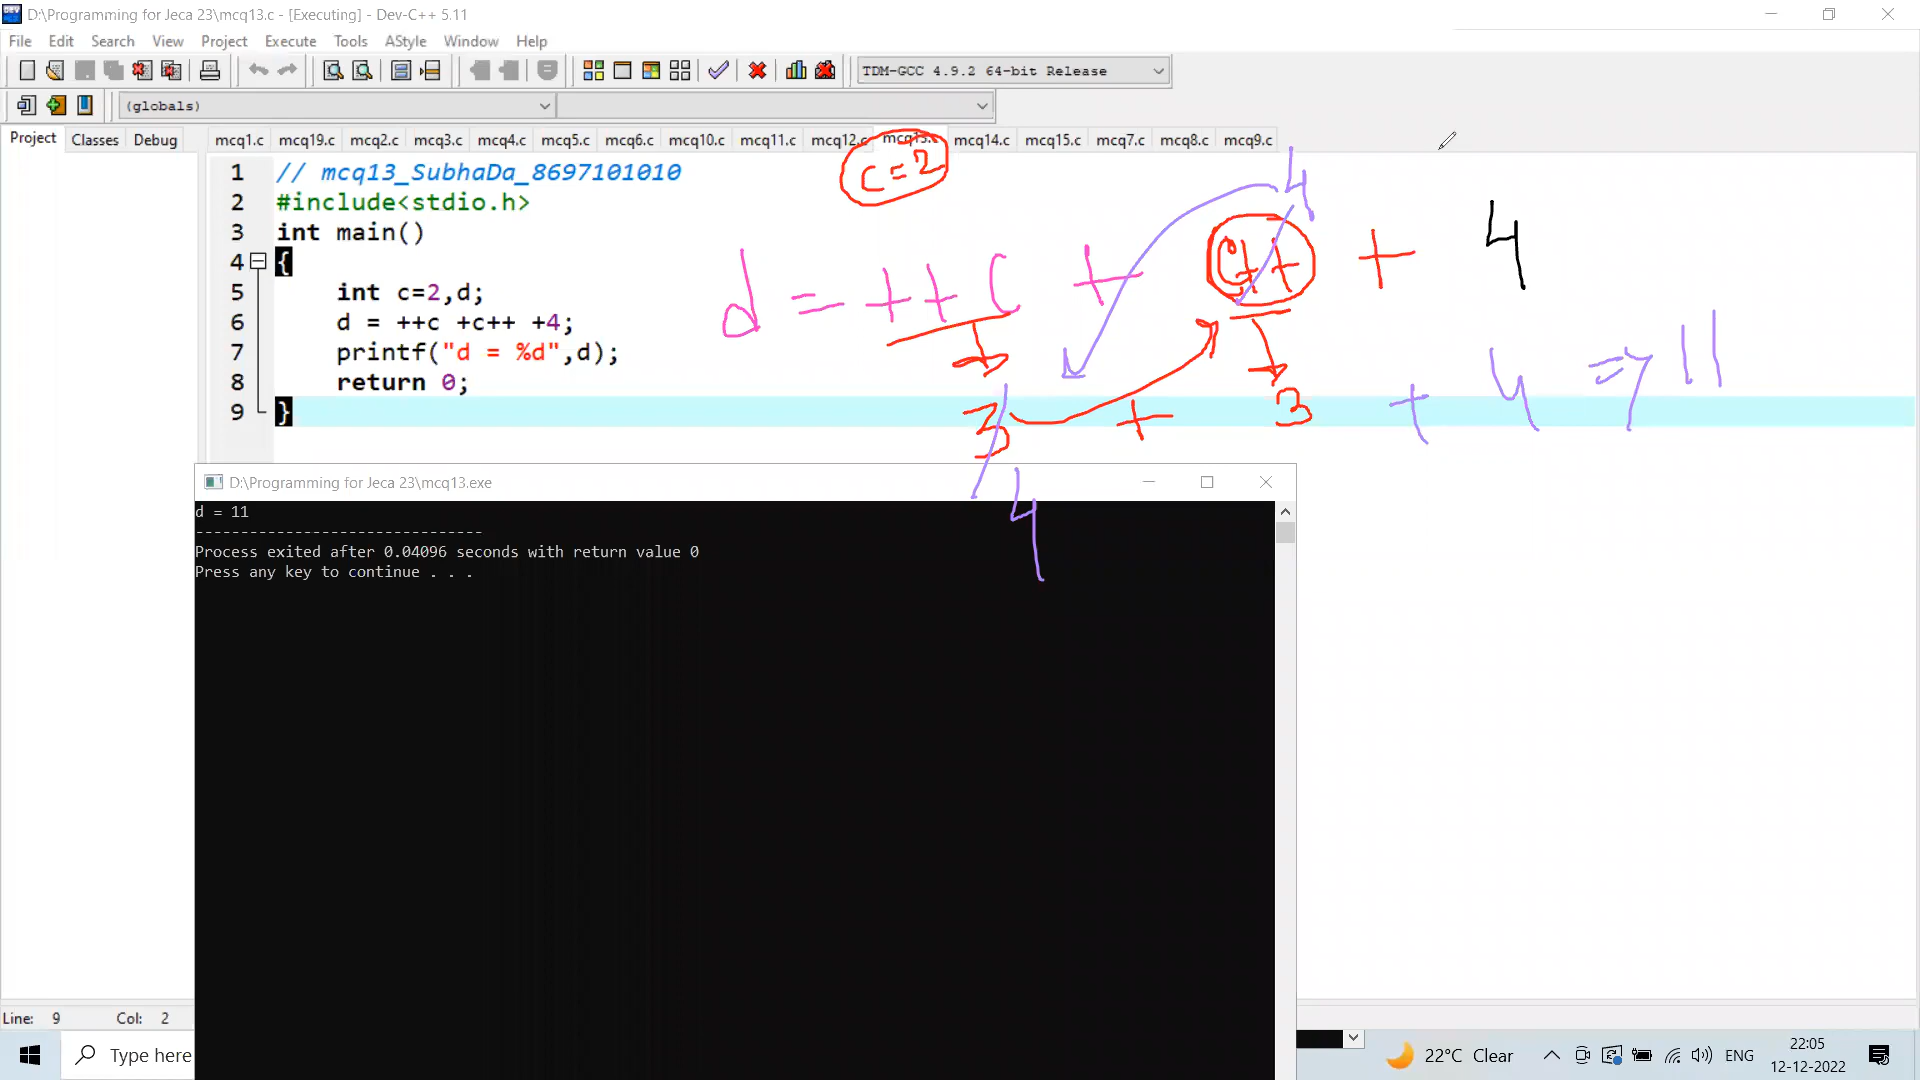 D:\Programming for Jeca 23\mcq13.c - [Executing] - Dev-C++ 5.11
File Edit Search View Project Execute Tools AStyle Window Help
TDM-GCC 4.9.2 64-bit Release
(globals)
Project Classes Debug mcq1.c mcq19.c mcq2.c mcq3.c mcq4.c mcq5.c mcq6.c mcq10.c mcq11.c mcq12.c mcq13.c mcq14.c mcq15.c mcq7.c mcq8.c mcq9.c
1 // mcq13_SubhaDa_8697101010
2 #include<stdio.h>
3 int main()
4 {
5 int c=2,d;
6 d = ++c +c++ +4;
7 printf("d = %d",d);
8 return 0;
9 }
c=2
4
d = ++c + c++ + 4
3 + 3 + 4 => 11
4
D:\Programming for Jeca 23\mcq13.exe
d = 11
--------------------------------
Process exited after 0.04096 seconds with return value 0
Press any key to continue . . .
Line: 9 Col: 2
Type here
22°C Clear
ENG
22:05
12-12-2022